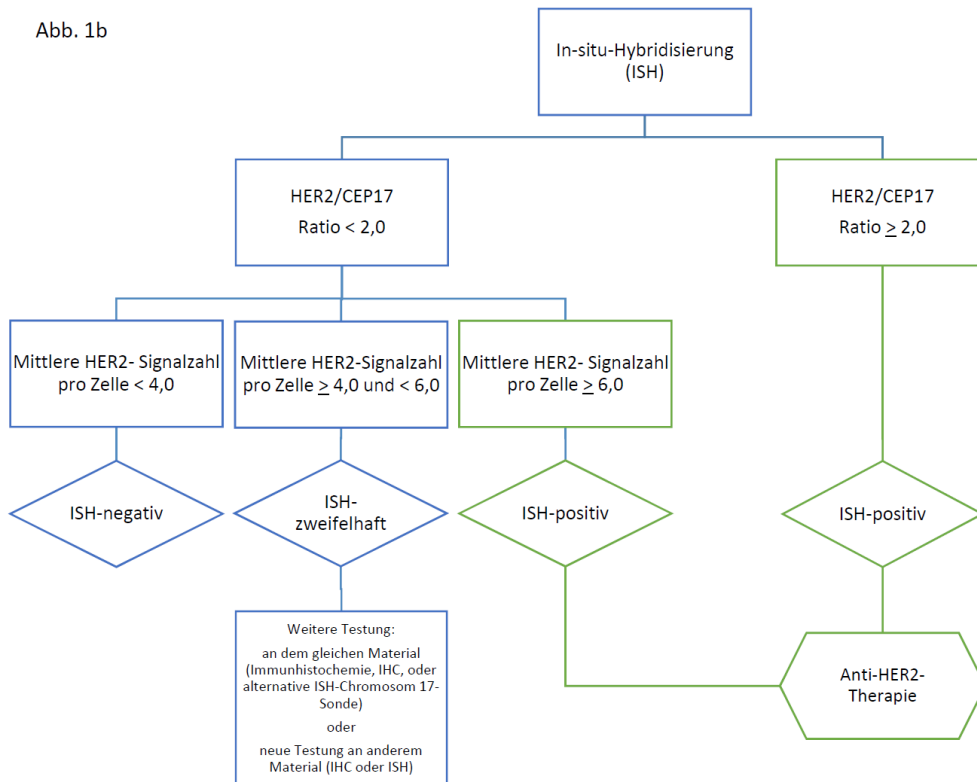 Abb. 1b
In-situ-Hybridisierung
(ISH)
HER2/CEP17
Ratio < 2,0
HER2/CEP17
Ratio ≥ 2,0
Mittlere HER2- Signalzahl
pro Zelle < 4,0
Mittlere HER2-Signalzahl
pro Zelle ≥ 4,0 und < 6,0
Mittlere HER2- Signalzahl
pro Zelle ≥ 6,0
ISH-negativ
ISH-
zweifelhaft
ISH-positiv
ISH-positiv
Weitere Testung:
an dem gleichen Material
(Immunhistochemie, IHC, oder
alternative ISH-Chromosom 17-
Sonde)
oder
neue Testung an anderem
Material (IHC oder ISH)
Anti-HER2-
Therapie